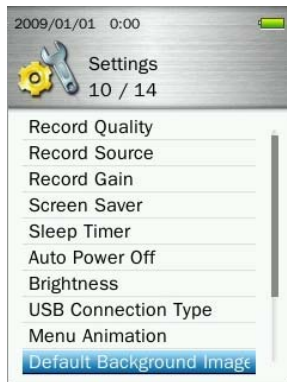 2009/01/01 0:00
Settings
10 / 14
Record Quality
Record Source
Record Gain
Screen Saver
Sleep Timer
Auto Power Off
Brightness
USB Connection Type
Menu Animation
Default Background Image